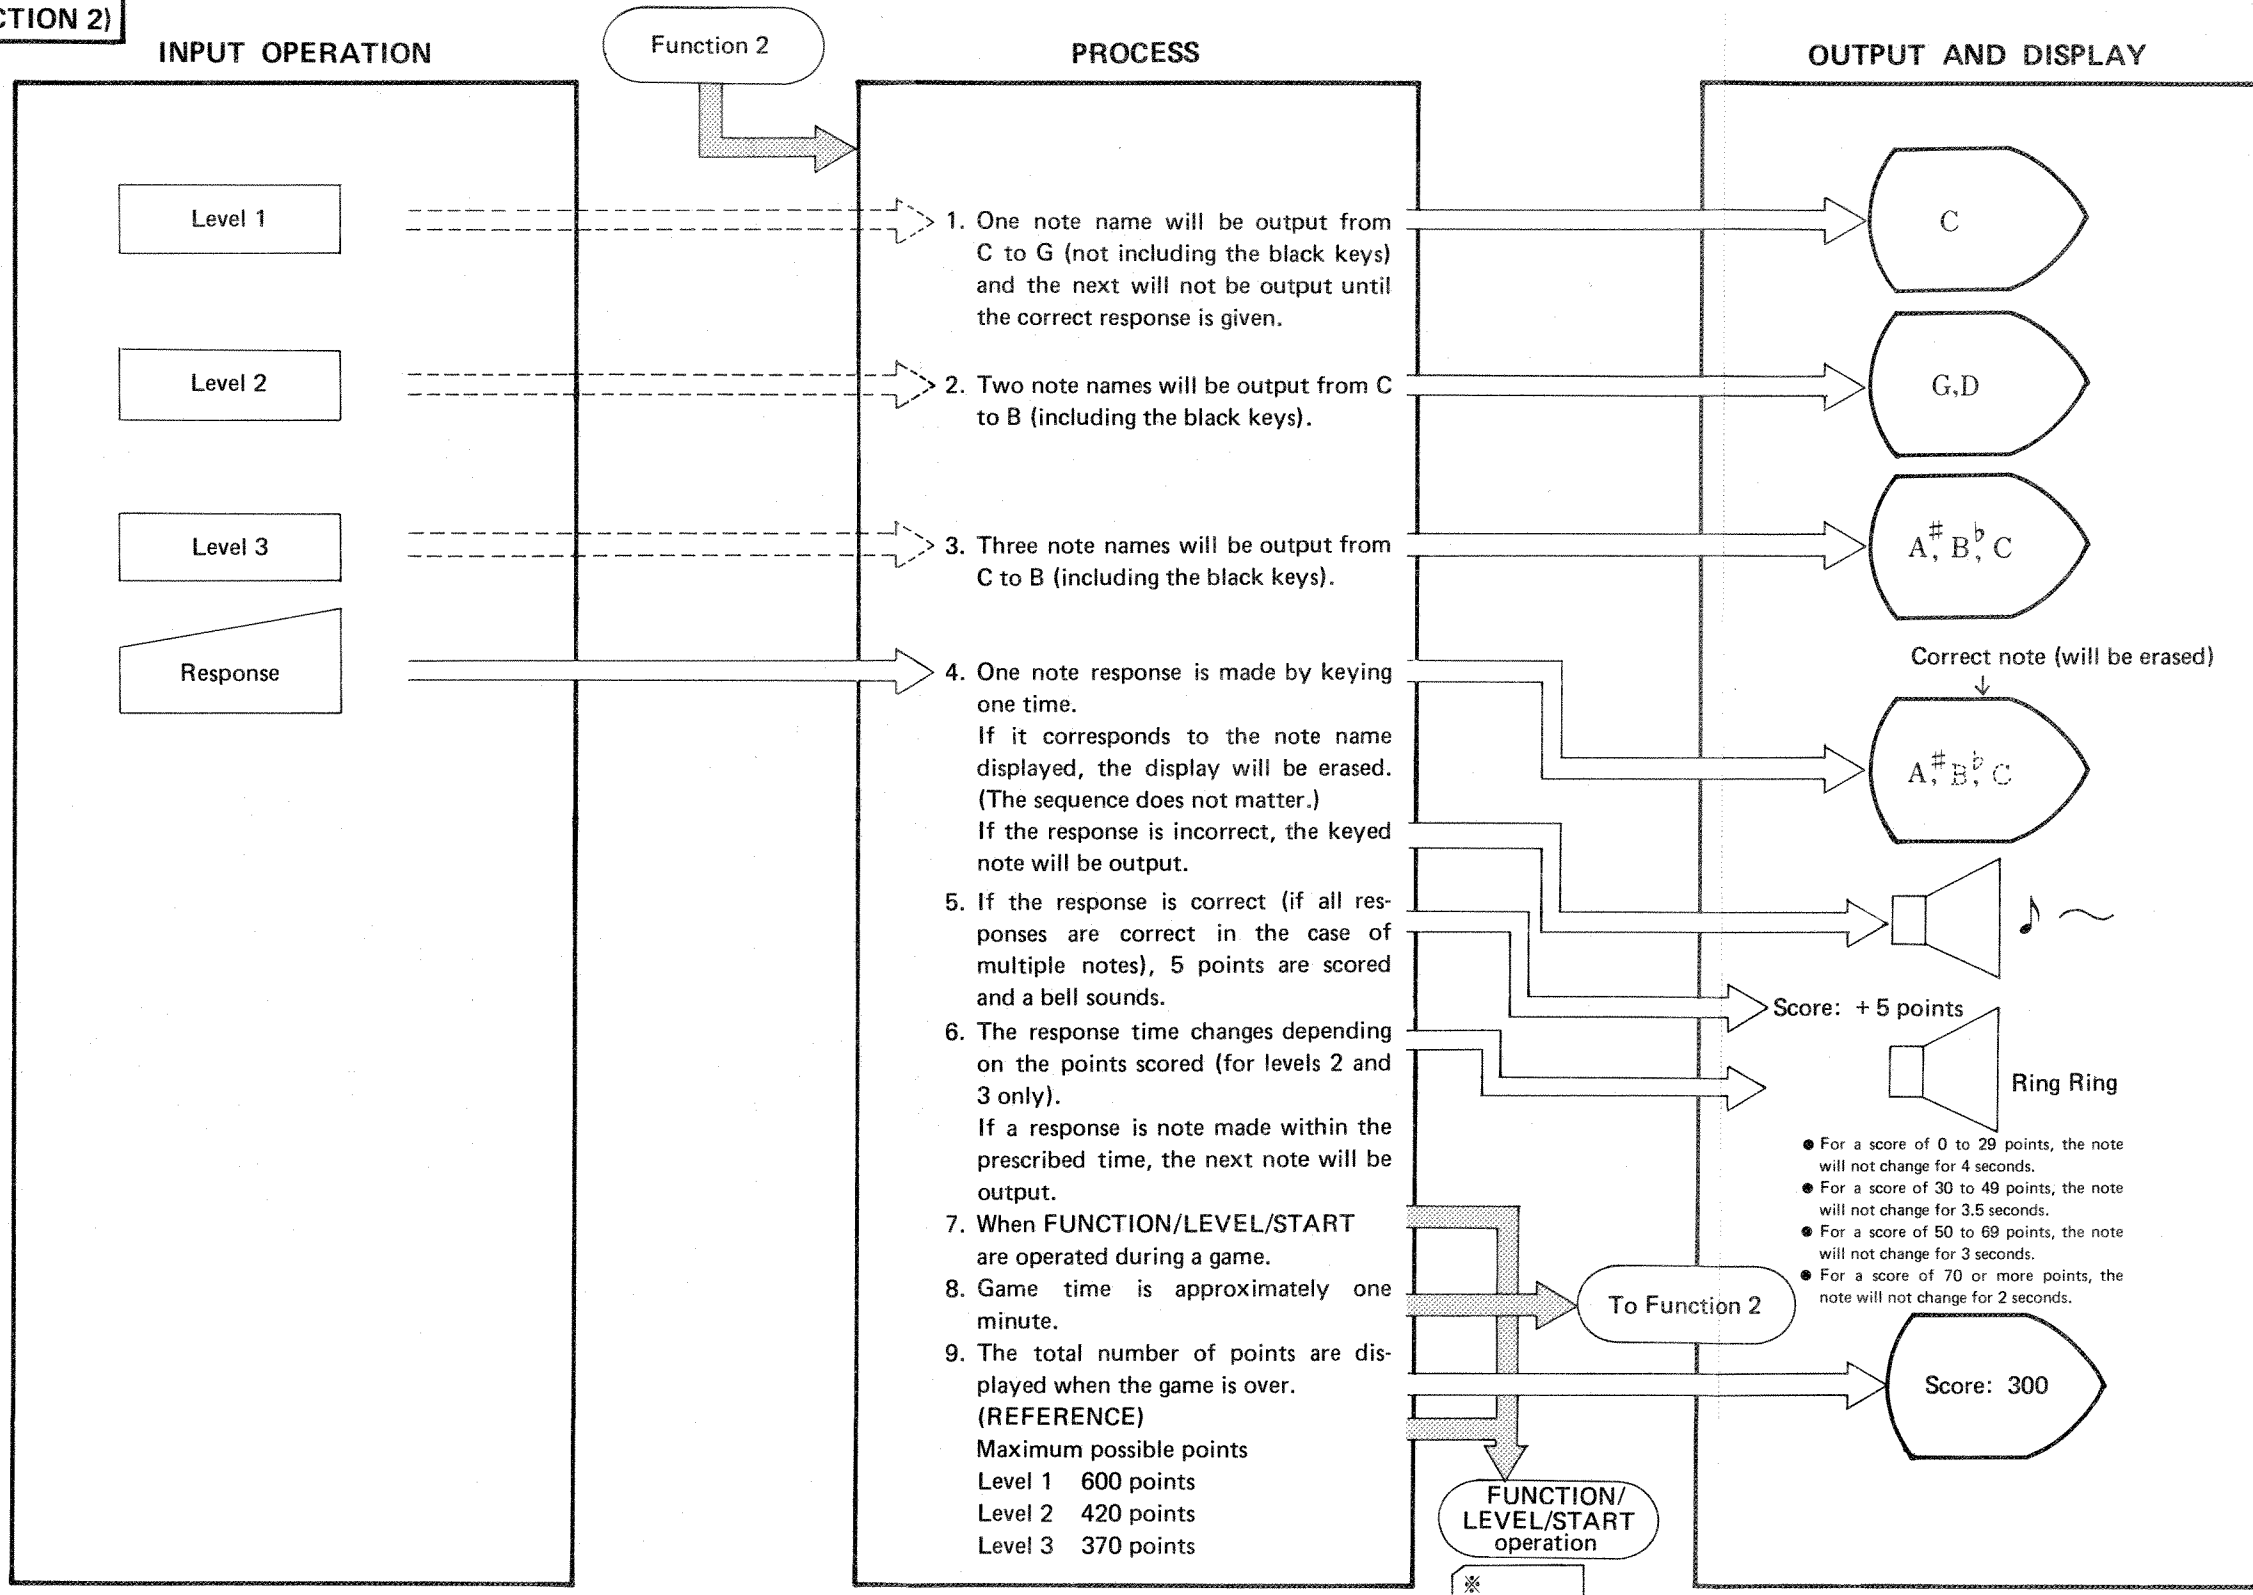 CTION 2)
INPUT OPERATION
Function 2
PROCESS
OUTPUT AND DISPLAY
Level 1
1. One note name will be output from
C to G (not including the black keys)
and the next will not be output until
the correct response is given.
C
Level 2
2. Two note names will be output from C
to B (including the black keys).
G,D
Level 3
3. Three note names will be output from
C to B (including the black keys).
A♯, B♭, C
Response
4. One note response is made by keying
one time.
If it corresponds to the note name
displayed, the display will be erased.
(The sequence does not matter.)
If the response is incorrect, the keyed
note will be output.
Correct note (will be erased)
↓
A♯, B♭, C
♪ ～
5. If the response is correct (if all res-
ponses are correct in the case of
multiple notes), 5 points are scored
and a bell sounds.
Score: + 5 points
Ring Ring
6. The response time changes depending
on the points scored (for levels 2 and
3 only).
If a response is note made within the
prescribed time, the next note will be
output.
● For a score of 0 to 29 points, the note
will not change for 4 seconds.
● For a score of 30 to 49 points, the note
will not change for 3.5 seconds.
● For a score of 50 to 69 points, the note
will not change for 3 seconds.
● For a score of 70 or more points, the
note will not change for 2 seconds.
7. When FUNCTION/LEVEL/START
are operated during a game.
8. Game time is approximately one
minute.
To Function 2
9. The total number of points are dis-
played when the game is over.
(REFERENCE)
Maximum possible points
Level 1 600 points
Level 2 420 points
Level 3 370 points
Score: 300
FUNCTION/
LEVEL/START
operation
※